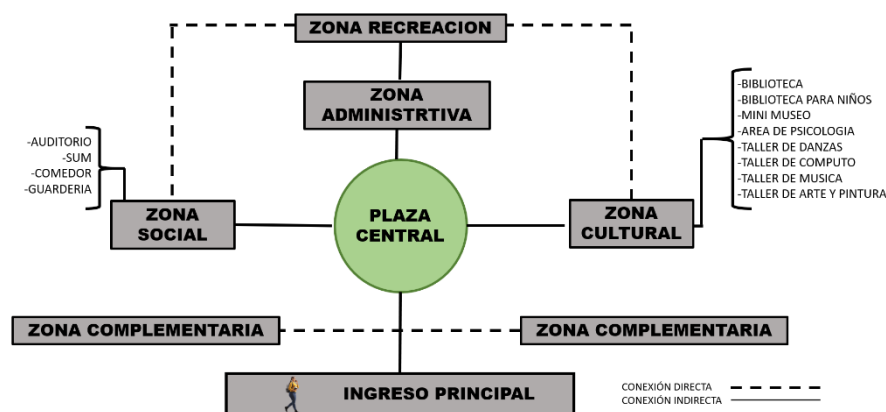 ZONA RECREACION
ZONA
ADMINISTRTIVA
-AUDITORIO
-SUM
-COMEDOR
-GUARDERIA
ZONA
SOCIAL
PLAZA
CENTRAL
ZONA
CULTURAL
-BIBLIOTECA
-BIBLIOTECA PARA NIÑOS
-MINI MUSEO
-AREA DE PSICOLOGIA
-TALLER DE DANZAS
-TALLER DE COMPUTO
-TALLER DE MUSICA
-TALLER DE ARTE Y PINTURA
ZONA COMPLEMENTARIA
ZONA COMPLEMENTARIA
INGRESO PRINCIPAL
CONEXIÓN DIRECTA
CONEXIÓN INDIRECTA